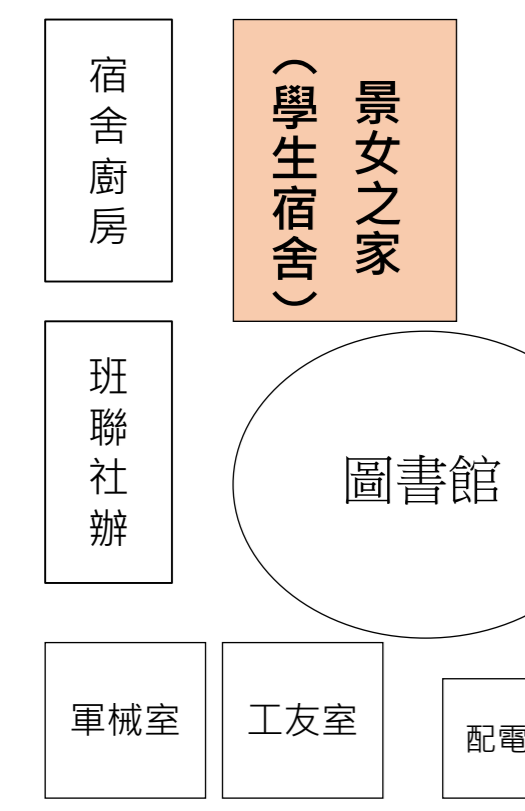 宿舍廚房
景女之家
（學生宿舍）
班聯社辦
圖書館
軍械室
工友室
配電